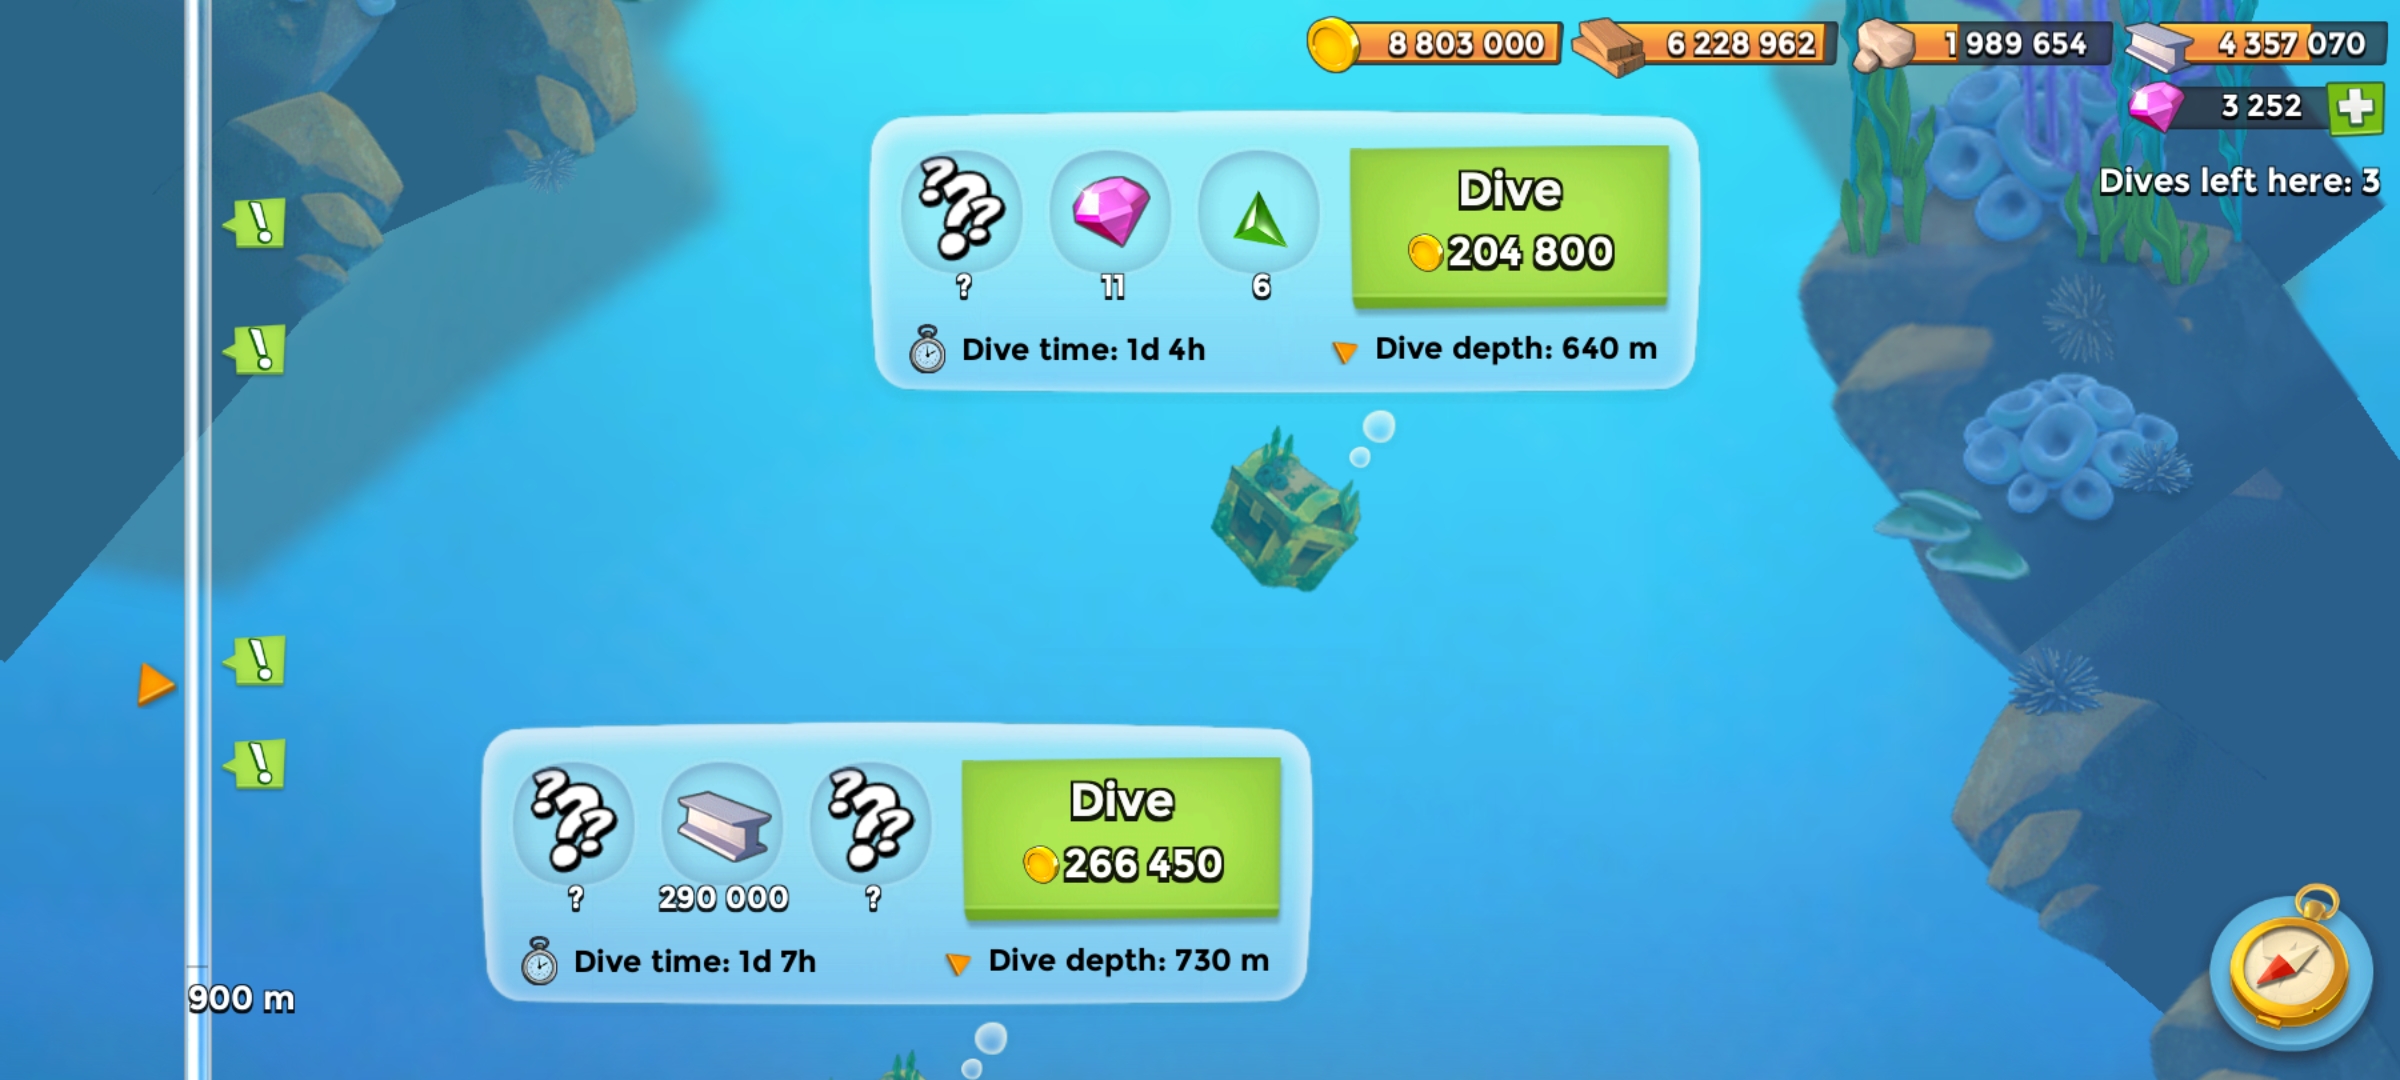 8 803 000
6 228 962
1 989 654
4 357 070
3 252
Dives left here: 3
???
?
11
6
Dive
204 800
Dive time: 1d 4h
Dive depth: 640 m
!
!
!
!
???
?
290 000
???
?
Dive
266 450
Dive time: 1d 7h
Dive depth: 730 m
900 m